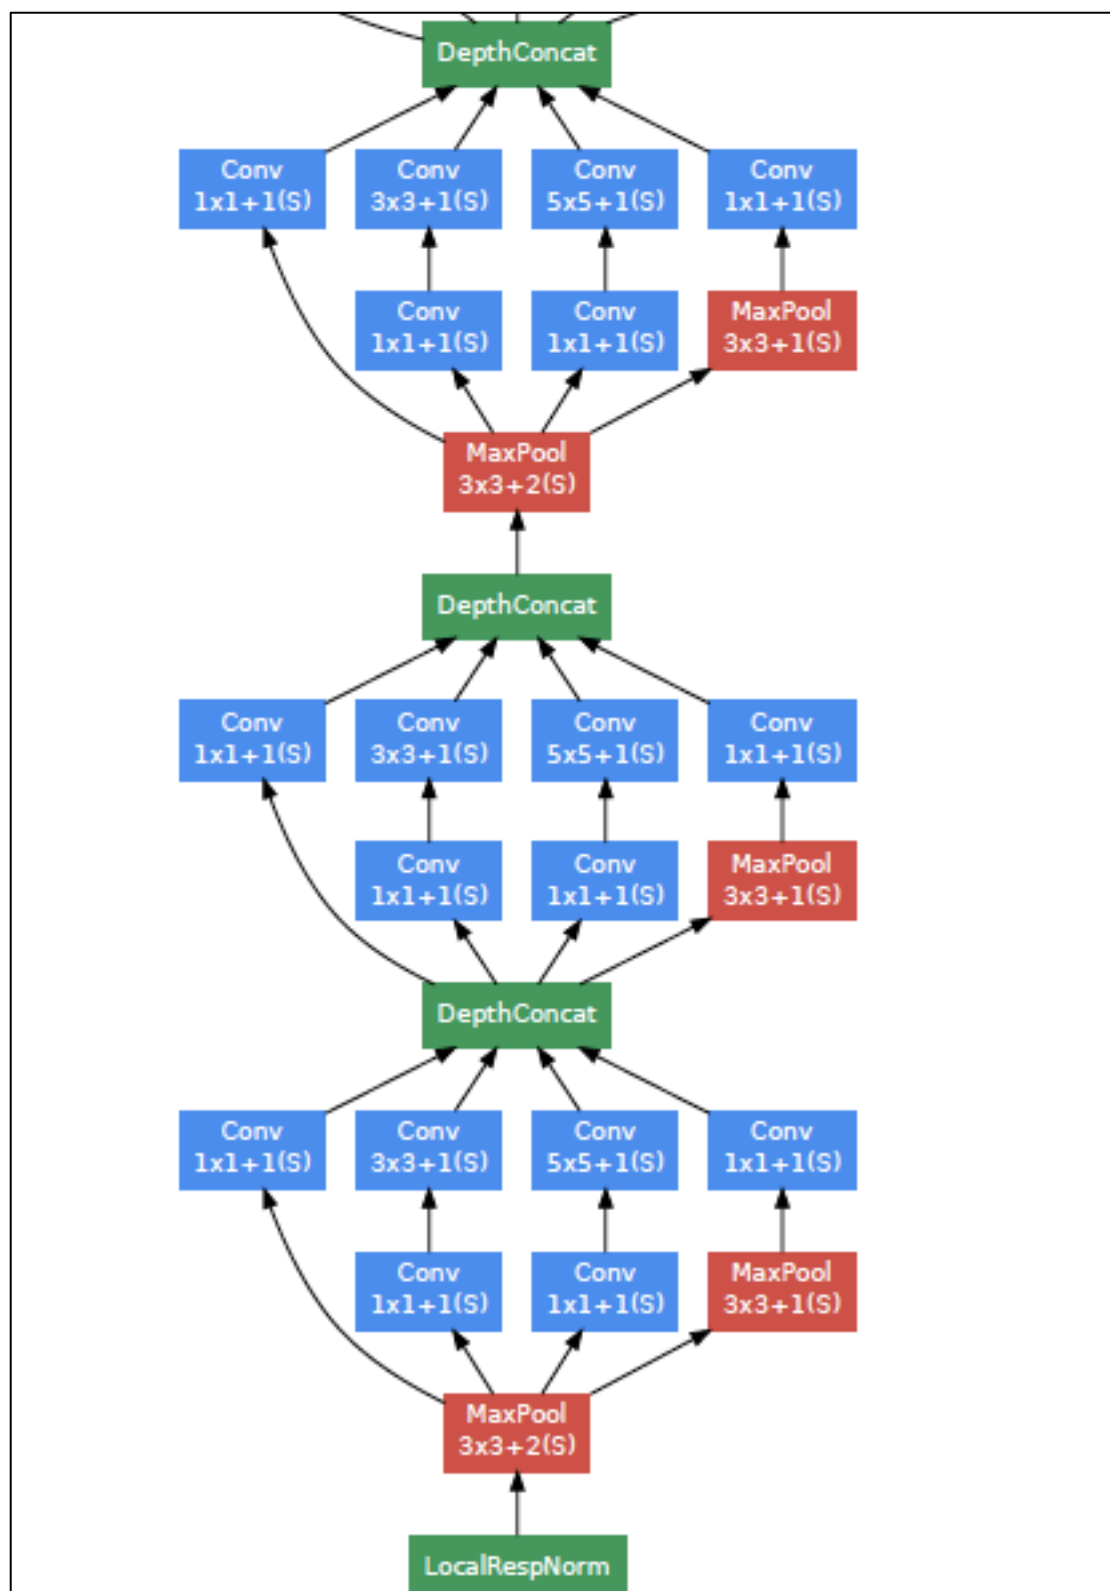 DepthConcat
Conv
1x1+1(S)
Conv
3x3+1(S)
Conv
5x5+1(S)
Conv
1x1+1(S)
Conv
1x1+1(S)
Conv
1x1+1(S)
MaxPool
3x3+1(S)
MaxPool
3x3+2(S)
DepthConcat
Conv
1x1+1(S)
Conv
3x3+1(S)
Conv
5x5+1(S)
Conv
1x1+1(S)
Conv
1x1+1(S)
Conv
1x1+1(S)
MaxPool
3x3+1(S)
DepthConcat
Conv
1x1+1(S)
Conv
3x3+1(S)
Conv
5x5+1(S)
Conv
1x1+1(S)
Conv
1x1+1(S)
Conv
1x1+1(S)
MaxPool
3x3+1(S)
MaxPool
3x3+2(S)
LocalRespNorm